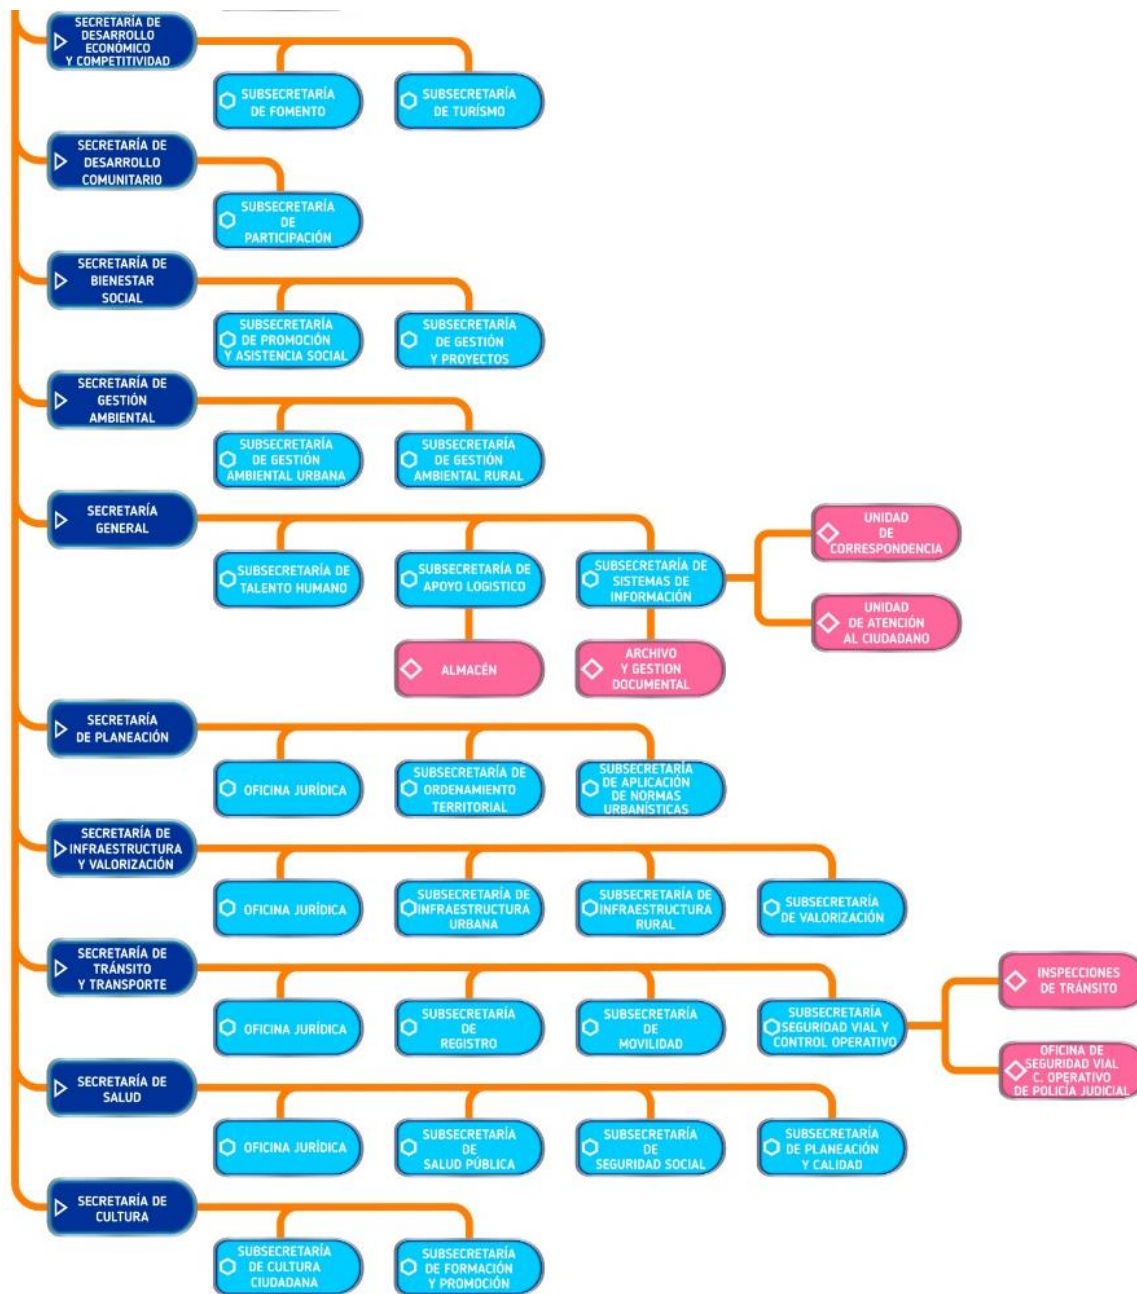 SECRETARÍA DE
DESARROLLO
ECONÓMICO
Y COMPETITIVIDAD
SUBSECRETARÍA
DE FOMENTO
SUBSECRETARÍA
DE TURÍSMO
SECRETARÍA DE
DESARROLLO
COMUNITARIO
SUBSECRETARÍA
DE
PARTICIPACIÓN
SECRETARÍA DE
BIENESTAR
SOCIAL
SUBSECRETARÍA
DE PROMOCIÓN
Y ASISTENCIA SOCIAL
SUBSECRETARÍA
DE GESTIÓN
Y PROYECTOS
SECRETARÍA DE
GESTIÓN
AMBIENTAL
SUBSECRETARÍA
DE GESTIÓN
AMBIENTAL URBANA
SUBSECRETARÍA
DE GESTIÓN
AMBIENTAL RURAL
SECRETARÍA
GENERAL
SUBSECRETARÍA DE
TALENTO HUMANO
SUBSECRETARÍA DE
APOYO LOGISTICO
SUBSECRETARÍA DE
SISTEMAS DE
INFORMACIÓN
UNIDAD
DE
CORRESPONDENCIA
UNIDAD
DE ATENCIÓN
AL CIUDADANO
ALMACÉN
ARCHIVO
Y GESTION
DOCUMENTAL
SECRETARÍA
DE PLANEACIÓN
OFICINA JURÍDICA
SUBSECRETARÍA DE
ORDENAMIENTO
TERRITORIAL
SUBSECRETARÍA
DE APLICACIÓN
DE NORMAS
URBANÍSTICAS
SECRETARÍA DE
INFRAESTRUCTURA
Y VALORIZACIÓN
OFICINA JURÍDICA
SUBSECRETARÍA DE
INFRAESTRUCTURA
URBANA
SUBSECRETARÍA DE
INFRAESTRUCTURA
RURAL
SUBSECRETARÍA
DE VALORIZACIÓN
SECRETARÍA DE
TRÁNSITO
Y TRANSPORTE
OFICINA JURÍDICA
SUBSECRETARÍA
DE
REGISTRO
SUBSECRETARÍA
DE
MOVILIDAD
SUBSECRETARÍA
SEGURIDAD VIAL Y
CONTROL OPERATIVO
INSPECCIONES
DE TRÁNSITO
OFICINA DE
SEGURIDAD VIAL
C. OPERATIVO
DE POLICÍA JUDICIAL
SECRETARÍA DE
SALUD
OFICINA JURÍDICA
SUBSECRETARÍA
DE
SALUD PÚBLICA
SUBSECRETARÍA
DE
SEGURIDAD SOCIAL
SUBSECRETARÍA
DE PLANEACIÓN
Y CALIDAD
SECRETARÍA DE
CULTURA
SUBSECRETARÍA
DE CULTURA
CIUDADANA
SUBSECRETARÍA
DE FORMACIÓN
Y PROMOCIÓN